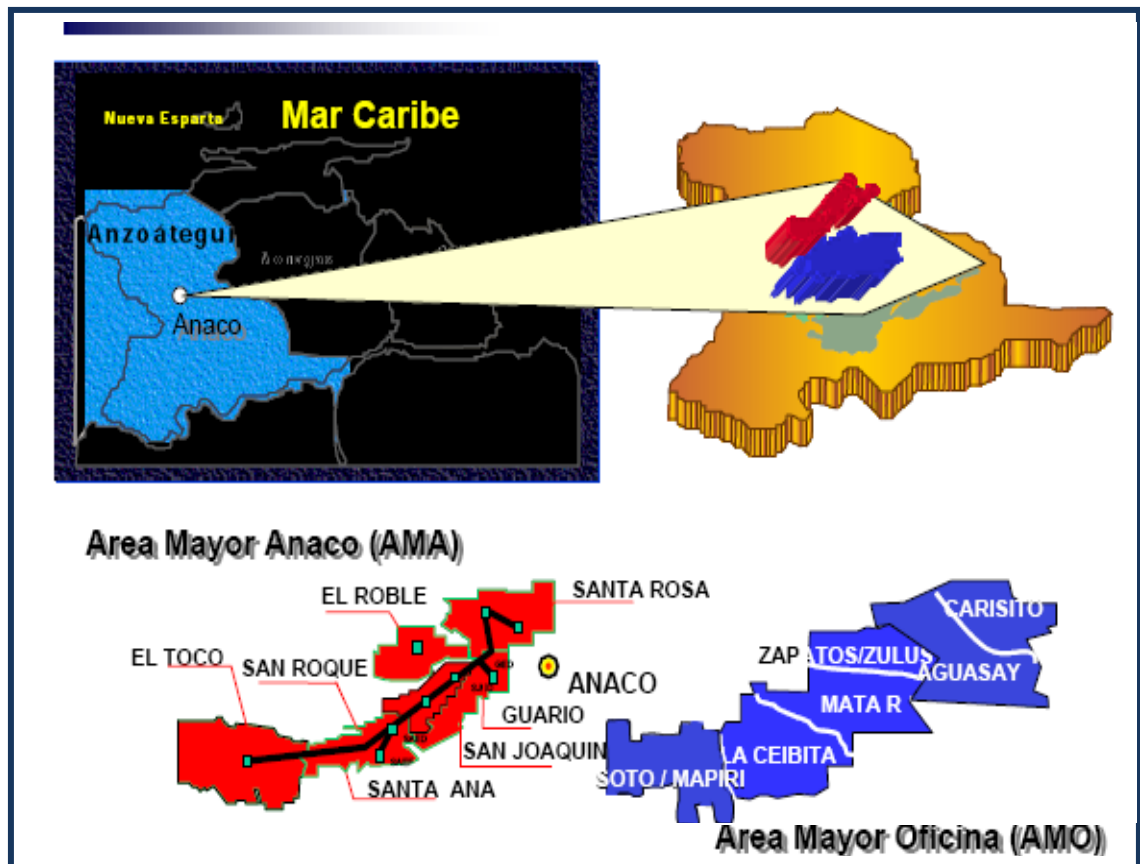 Nueva Esparta
Mar Caribe
Anzoátegui
Monagas
Anaco
Area Mayor Anaco (AMA)
EL ROBLE
SANTA ROSA
EL TOCO
SAN ROQUE
ANACO
GUARIO
SAN JOAQUIN
SANTA ANA
CARISITO
ZAPATOS/ZULUS
AGUASAY
MATA R
LA CEIBITA
SOTO / MAPIRI
Area Mayor Oficina (AMO)